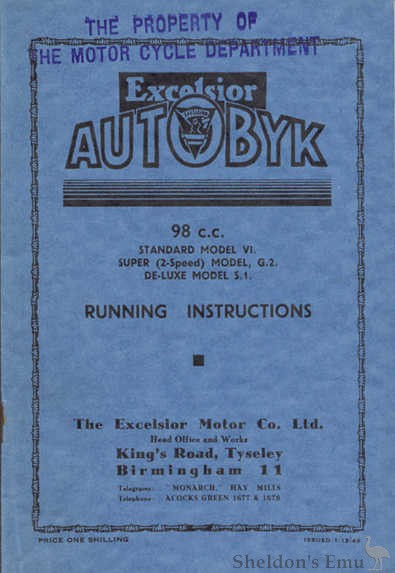 THE PROPERTY OF
THE MOTOR CYCLE DEPARTMENT
Excelsior
AUTOBYK
98 c.c.
STANDARD MODEL VI.
SUPER (2-Speed) MODEL, G.2.
DE-LUXE MODEL S.1.
RUNNING INSTRUCTIONS
The Excelsior Motor Co. Ltd.
Head Office and Works
King's Road, Tyseley
Birmingham 11
Telegrams: "MONARCH," HAY MILLS
Telephone: ACOCKS GREEN 1677 & 1678
PRICE ONE SHILLING
ISSUED
Sheldon's Emu